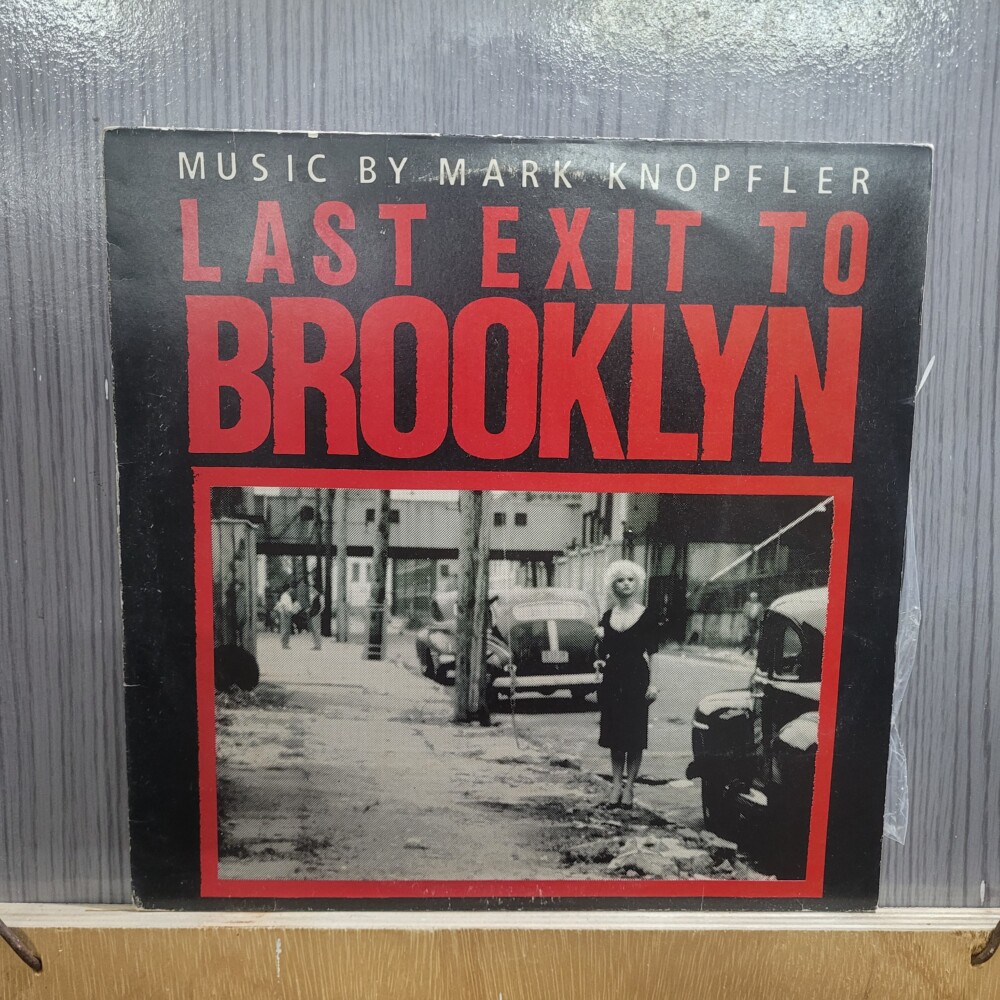 MUSIC BY MARK KNOPFLER
LAST EXIT TO
BROOKLYN